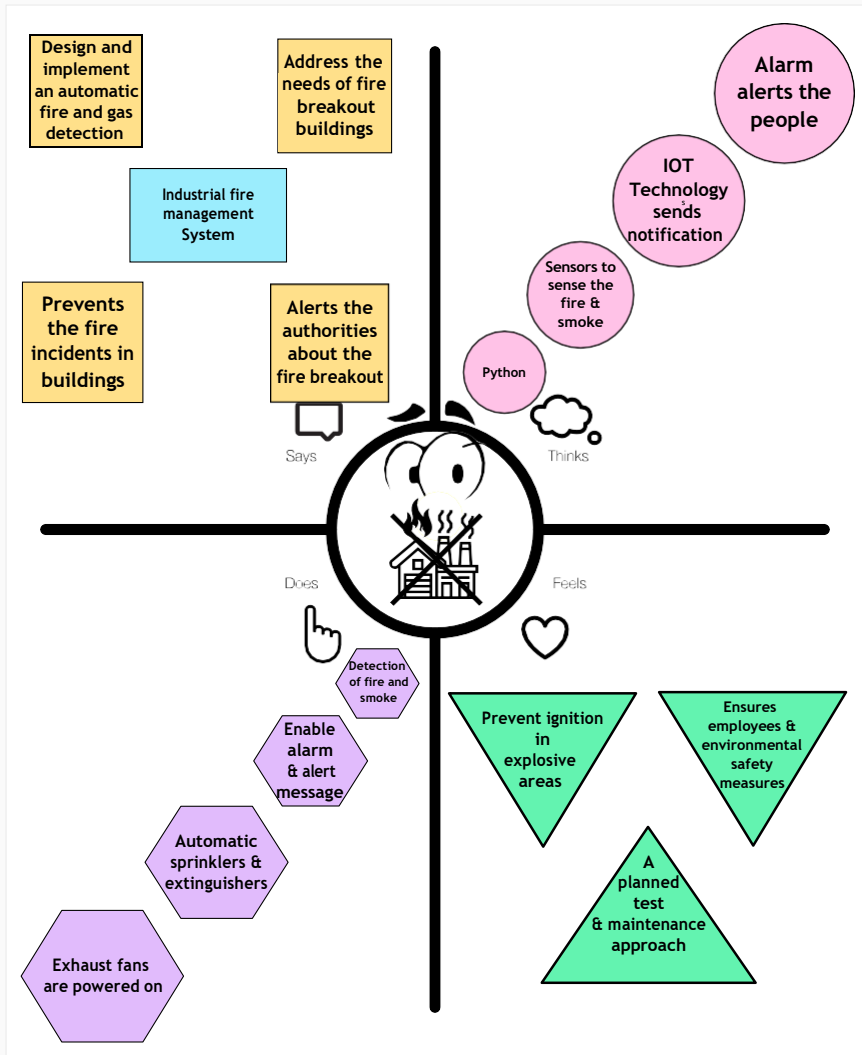 Design and
implement
an automatic
fire and gas
detection
Address the
needs of fire
breakout
buildings
Industrial fire
management
System
Prevents
the fire
incidents in
buildings
Alerts the
authorities
about the
fire breakout
Says
Alarm
alerts the
people
IOT
Technology
s
sends
notification
Sensors to
sense the
fire &
smoke
Python
Thinks
Does
Detection
of fire and
smoke
Enable
alarm
& alert
message
Automatic
sprinklers &
extinguishers
Exhaust fans
are powered on
Feels
Prevent ignition
in
explosive
areas
Ensures
employees &
environmental
safety
measures
A
planned
test
& maintenance
approach